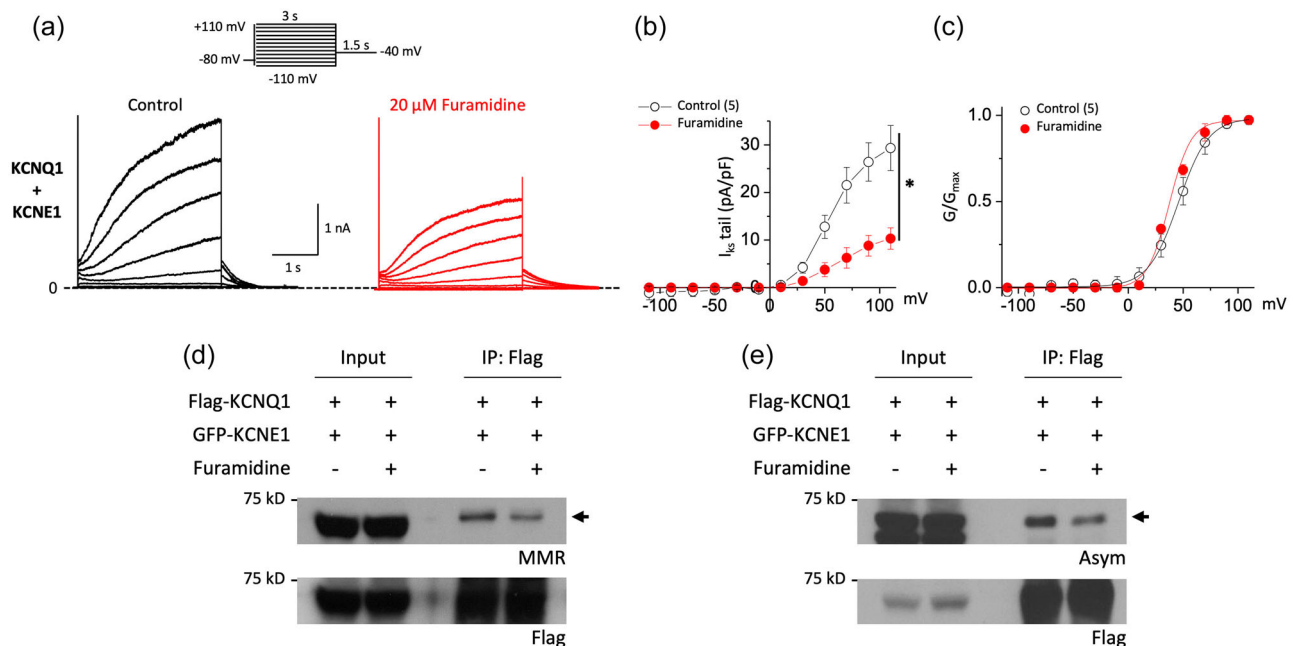 (a)
3 s
+110 mV
1.5 s
-80 mV
-40 mV
-110 mV
Control
20 µM Furamidine
KCNQ1
+
KCNE1
1 nA
1 s
0
(b)
Control (5)
Furamidine
30
20
10
0
Iks tail (pA/pF)
*
-100 -50 50 100 mV
(c)
Control (5)
Furamidine
1.0
0.5
0.0
G/Gmax
-100 -50 0 50 100 mV
(d)
Input IP: Flag
Flag-KCNQ1 + + + +
GFP-KCNE1 + + + +
Furamidine - + - +
75 kD
MMR
75 kD
Flag
(e)
Input IP: Flag
Flag-KCNQ1 + + + +
GFP-KCNE1 + + + +
Furamidine - + - +
75 kD
Asym
75 kD
Flag